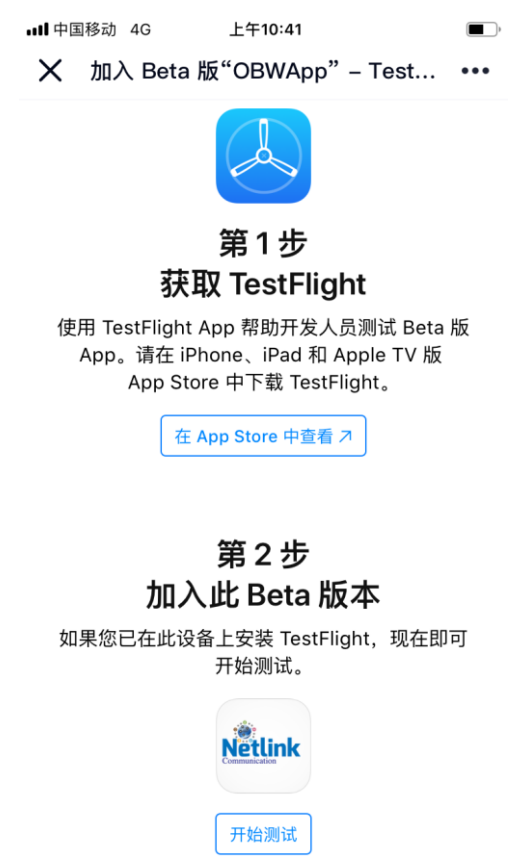 中国移动 4G 上午10:41
加入 Beta 版“OBWApp” – Test...
第 1 步
获取 TestFlight
使用 TestFlight App 帮助开发人员测试 Beta 版
App。请在 iPhone、iPad 和 Apple TV 版
App Store 中下载 TestFlight。
在 App Store 中查看
第 2 步
加入此 Beta 版本
如果您已在此设备上安装 TestFlight，现在即可
开始测试。
Netlink
Communication
开始测试